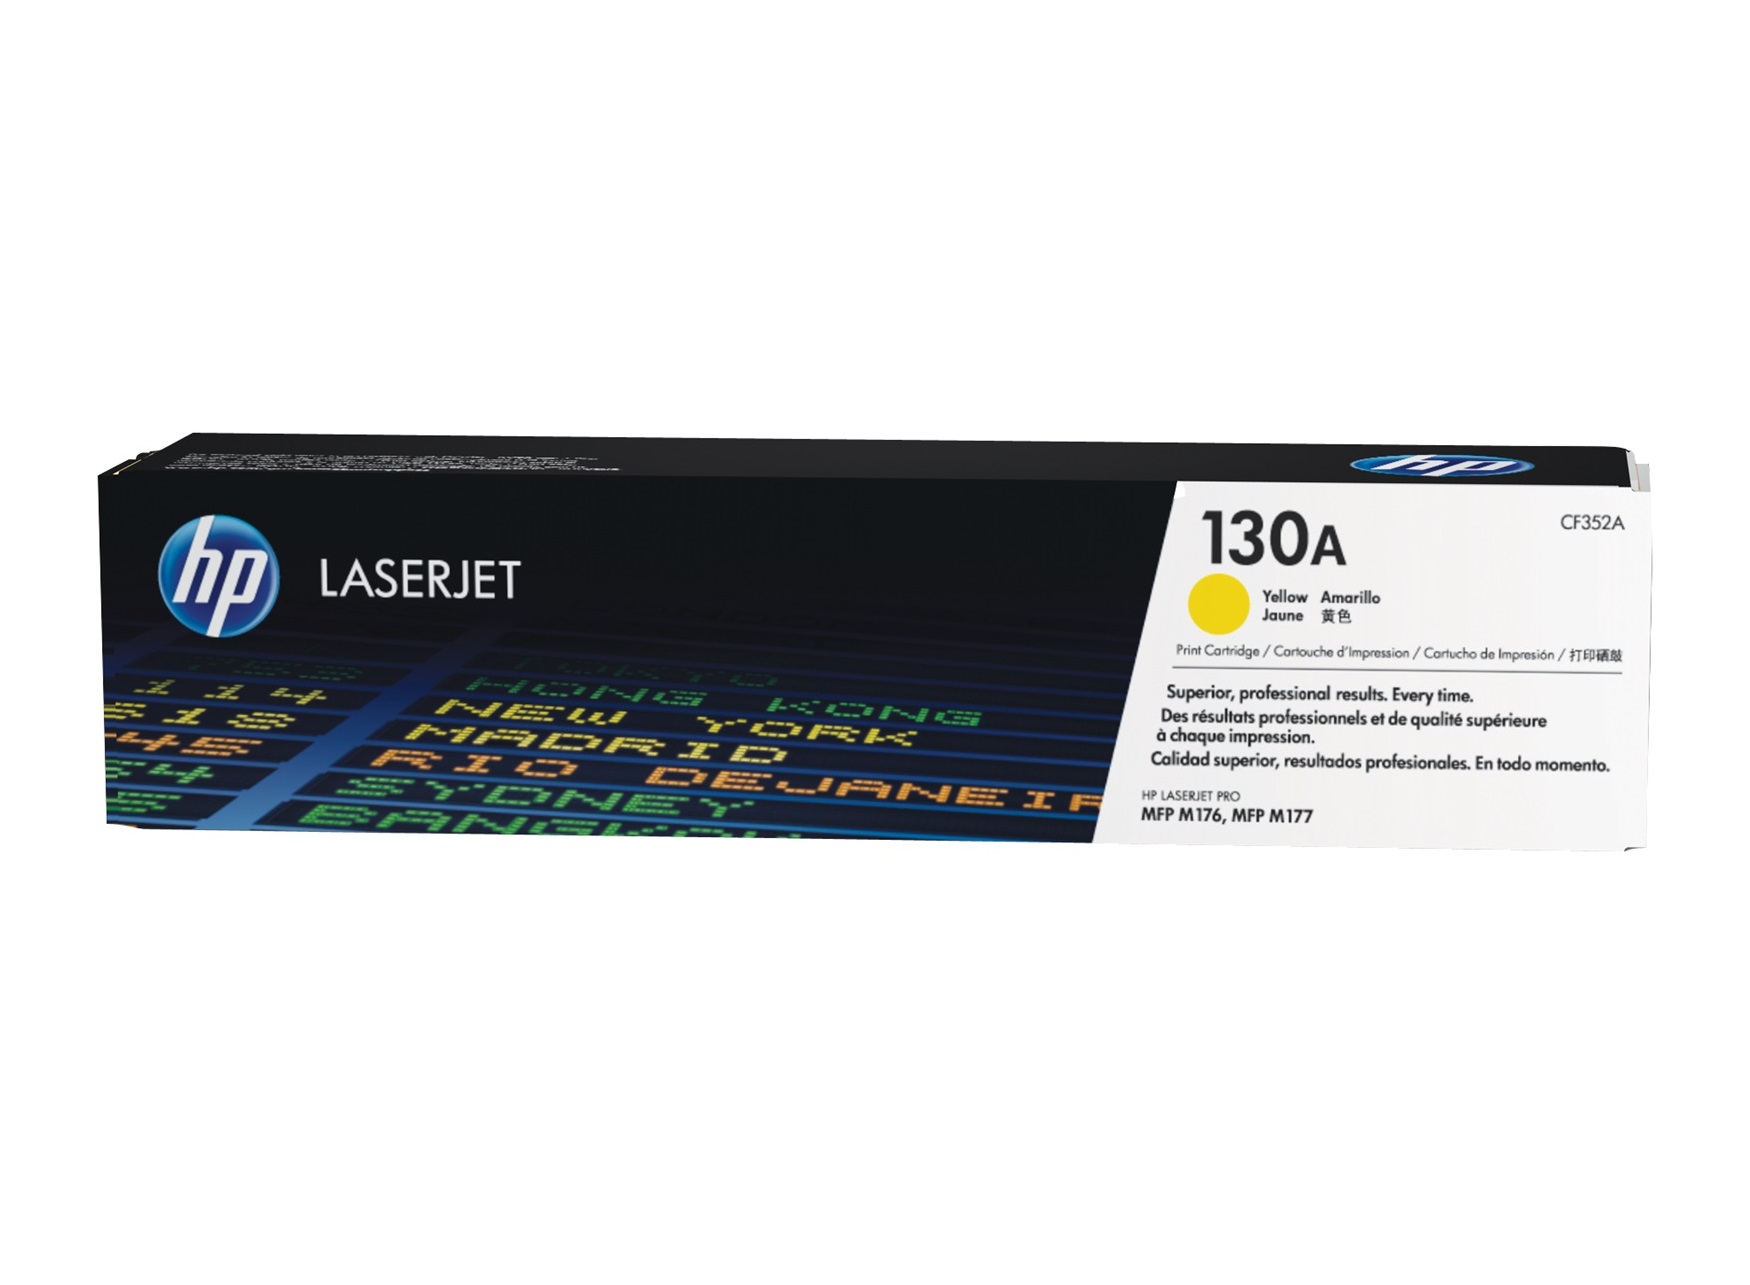 hp
hp LASERJET
130A
CF352A
Yellow Amarillo
Jaune 黄色
Print Cartridge / Cartouche d'Impression / Cartucho de Impresión / 打印硒鼓
Superior, professional results. Every time.
Des résultats professionnels et de qualité supérieure
à chaque impression.
Calidad superior, resultados profesionales. En todo momento.
HP LASERJET PRO
MFP M176, MFP M177
HONG KONG
114 NEW YORK
MADRID
RIO DEJANEIR
SYDNEY